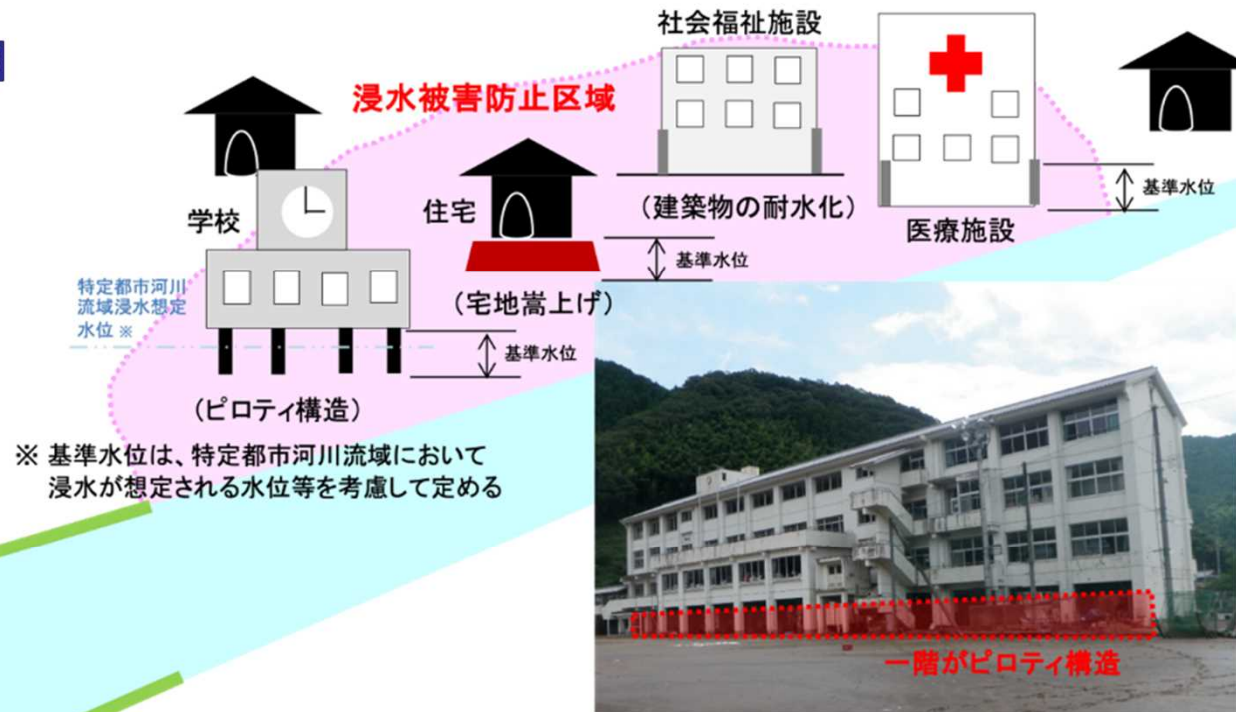 社会福祉施設
浸水被害防止区域
学校
住宅
(建築物の耐水化)
基準水位
医療施設
基準水位
特定都市河川
流域浸水想定
水位 ※
(宅地嵩上げ)
基準水位
(ピロティ構造)
※ 基準水位は、特定都市河川流域において
浸水が想定される水位等を考慮して定める
一階がピロティ構造